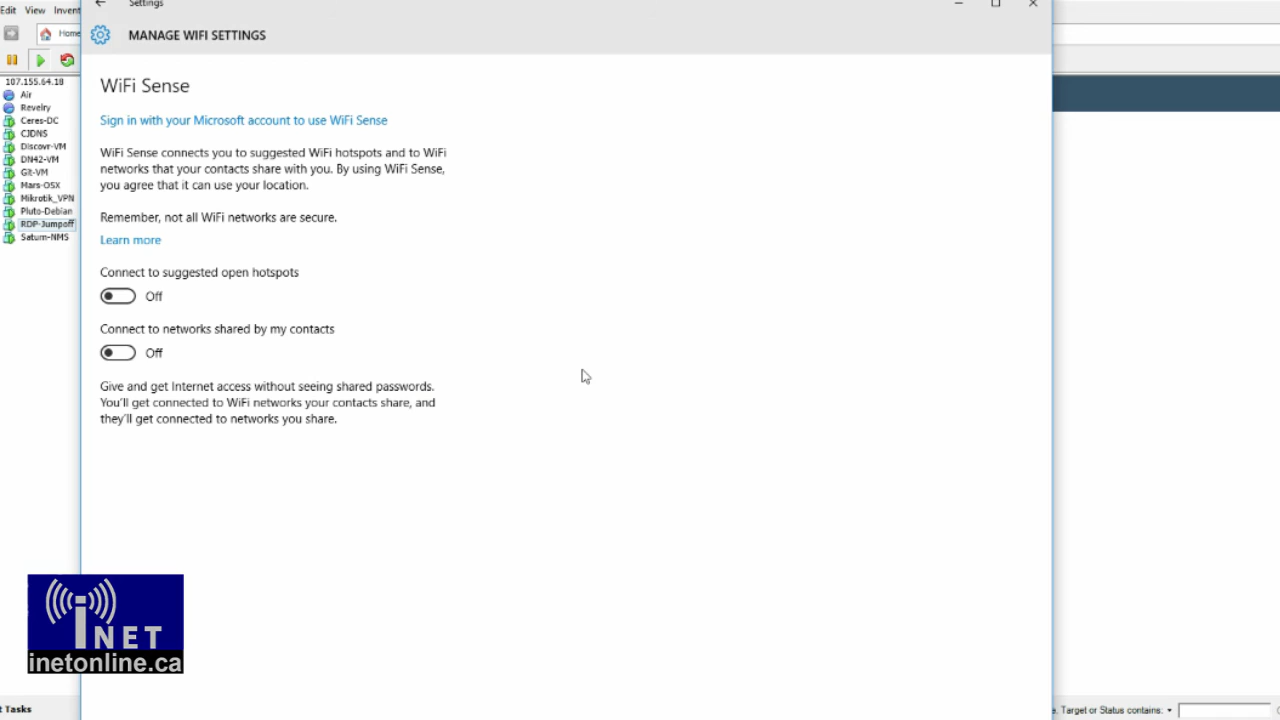 Edit View Invent
Settings
Home
MANAGE WIFI SETTINGS
107.155.64.18
Air
Revelry
Ceres-DC
CJDNS
Discovr-VM
DN42-VM
Git-VM
Mars-OSX
Mikrotik_VPN
Pluto-Debian
RDP-Jumpoff
Saturn-NMS
WiFi Sense
Sign in with your Microsoft account to use WiFi Sense
WiFi Sense connects you to suggested WiFi hotspots and to WiFi
networks that your contacts share with you. By using WiFi Sense,
you agree that it can use your location.
Remember, not all WiFi networks are secure.
Learn more
Connect to suggested open hotspots
Off
Connect to networks shared by my contacts
Off
Give and get Internet access without seeing shared passwords.
You'll get connected to WiFi networks your contacts share, and
they'll get connected to networks you share.
iNET
inetonline.ca
t Tasks
e, Target or Status contains: